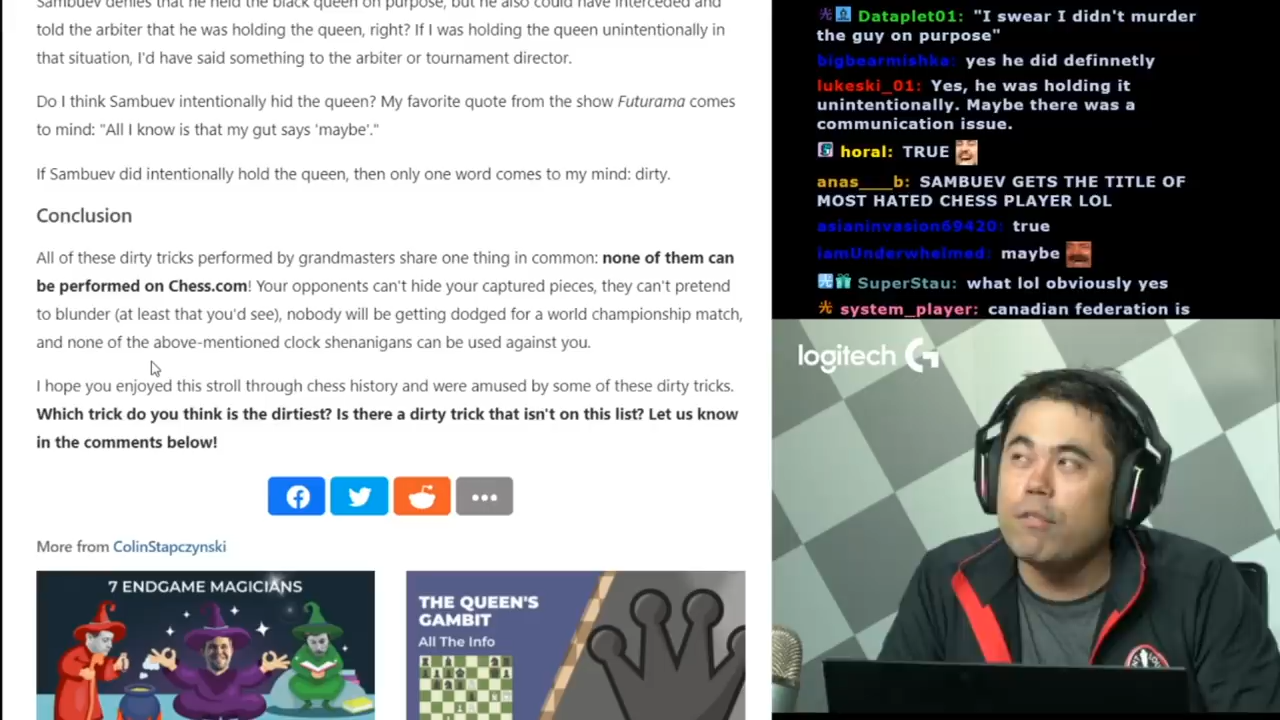 Sambuev denies that he held the black queen on purpose, but he also could have interceded and
told the arbiter that he was holding the queen, right? If I was holding the queen unintentionally in
that situation, I'd have said something to the arbiter or tournament director.
Do I think Sambuev intentionally hid the queen? My favorite quote from the show Futurama comes
to mind: "All I know is that my gut says 'maybe'."
If Sambuev did intentionally hold the queen, then only one word comes to my mind: dirty.
Conclusion
All of these dirty tricks performed by grandmasters share one thing in common: none of them can
be performed on Chess.com! Your opponents can't hide your captured pieces, they can't pretend
to blunder (at least that you'd see), nobody will be getting dodged for a world championship match,
and none of the above-mentioned clock shenanigans can be used against you.
I hope you enjoyed this stroll through chess history and were amused by some of these dirty tricks.
Which trick do you think is the dirtiest? Is there a dirty trick that isn't on this list? Let us know
in the comments below!
More from ColinStapczynski
7 ENDGAME MAGICIANS
THE QUEEN'S
GAMBIT
All The Info
Dataplet01: "I swear I didn't murder
the guy on purpose"
bigbearmishka: yes he did definnetly
lukeski_01: Yes, he was holding it
unintentionally. Maybe there was a
communication issue.
horal: TRUE
anas____b: SAMBUEV GETS THE TITLE OF
MOST HATED CHESS PLAYER LOL
asianinvasion69420: true
iamUnderwhelmed: maybe
SuperStau: what lol obviously yes
system_player: canadian federation is
logitech G